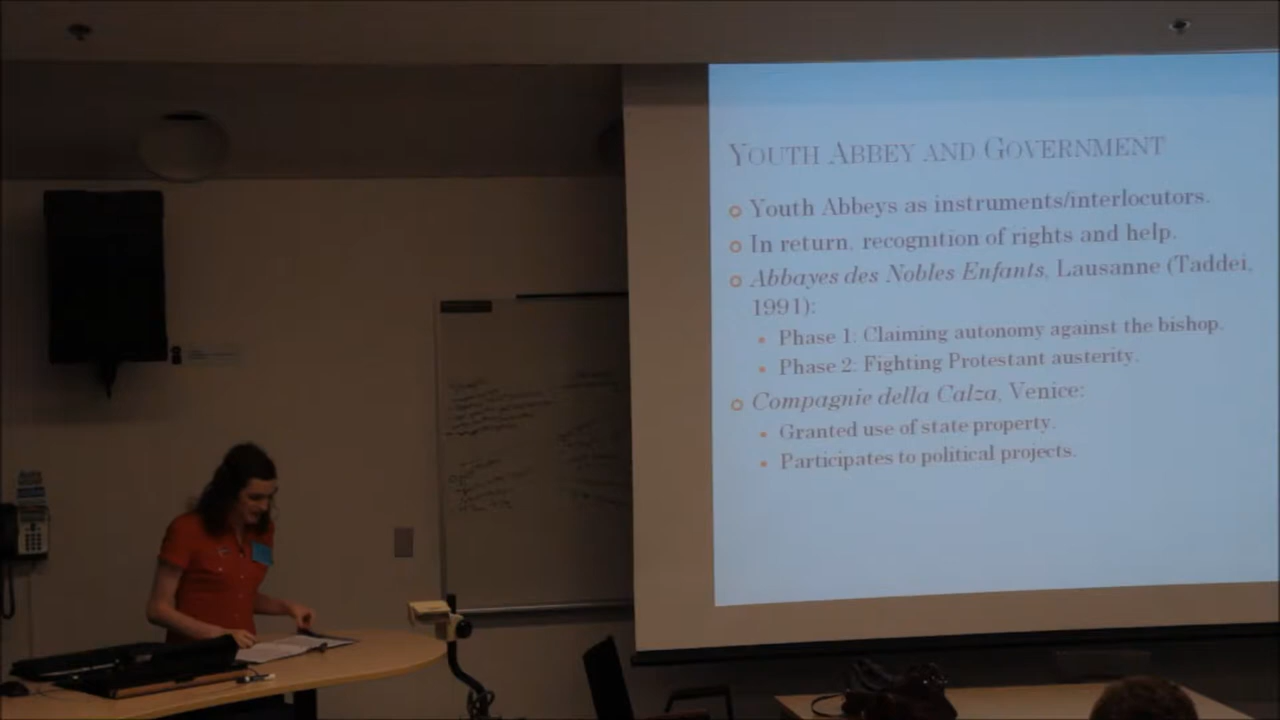 YOUTH ABBEY AND GOVERNMENT
Youth Abbeys as instruments/interlocutors.
In return, recognition of rights and help.
Abbayes des Nobles Enfants, Lausanne (Taddei,
1991):
Phase 1: Claiming autonomy against the bishop.
Phase 2: Fighting Protestant austerity.
Compagnie della Calza, Venice:
Granted use of state property.
Participates to political projects.